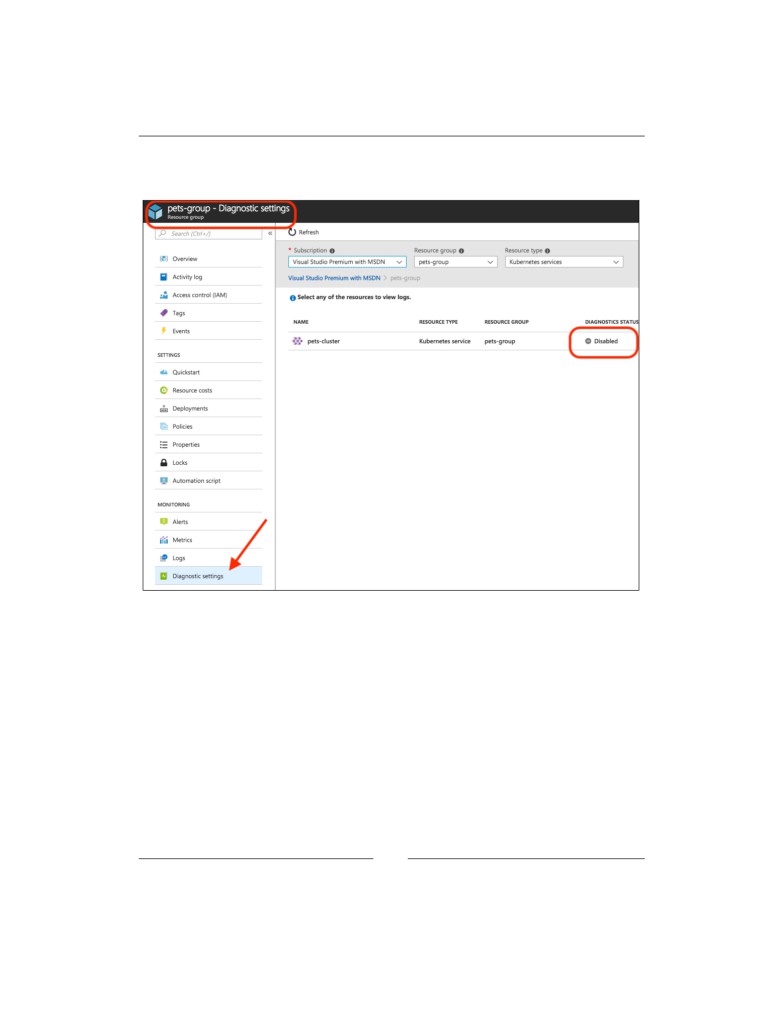 pets-group - Diagnostic settings
Resource group
Search (Ctrl+/)
«
Overview
Activity log
Access control (IAM)
Tags
Events
SETTINGS
Quickstart
Resource costs
Deployments
Policies
Properties
Locks
Automation script
MONITORING
Alerts
Metrics
Logs
Diagnostic settings
Refresh
* Subscription Resource group Resource type
Visual Studio Premium with MSDN pets-group Kubernetes services
Visual Studio Premium with MSDN > pets-group
Select any of the resources to view logs.
NAME RESOURCE TYPE RESOURCE GROUP DIAGNOSTICS STATUS
pets-cluster Kubernetes service pets-group Disabled